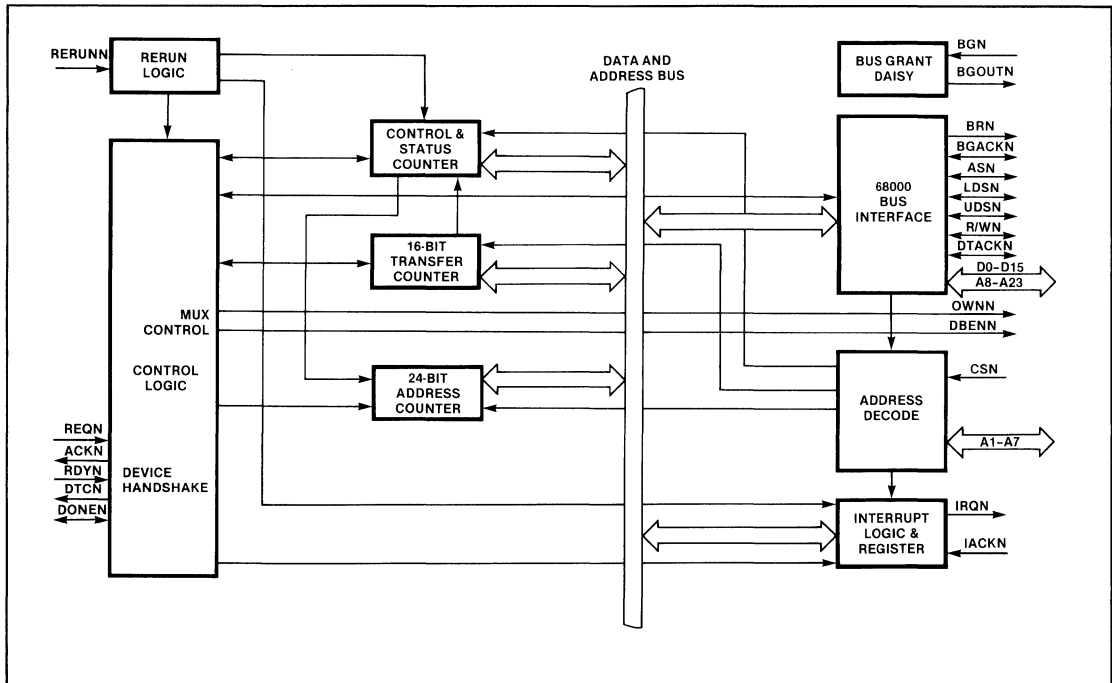 RERUNN
RERUN
LOGIC
DATA AND
ADDRESS BUS
BUS GRANT
DAISY
BGN
BGOUTN
CONTROL &
STATUS
COUNTER
68000
BUS
INTERFACE
BRN
BGACKN
ASN
LDSN
UDSN
R/WN
DTACKN
D0–D15
A8–A23
16-BIT
TRANSFER
COUNTER
MUX
CONTROL
CONTROL
LOGIC
OWNN
DBENN
24-BIT
ADDRESS
COUNTER
ADDRESS
DECODE
CSN
A1–A7
REQN
ACKN
RDYN
DTCN
DONEN
DEVICE
HANDSHAKE
INTERRUPT
LOGIC &
REGISTER
IRQN
IACKN